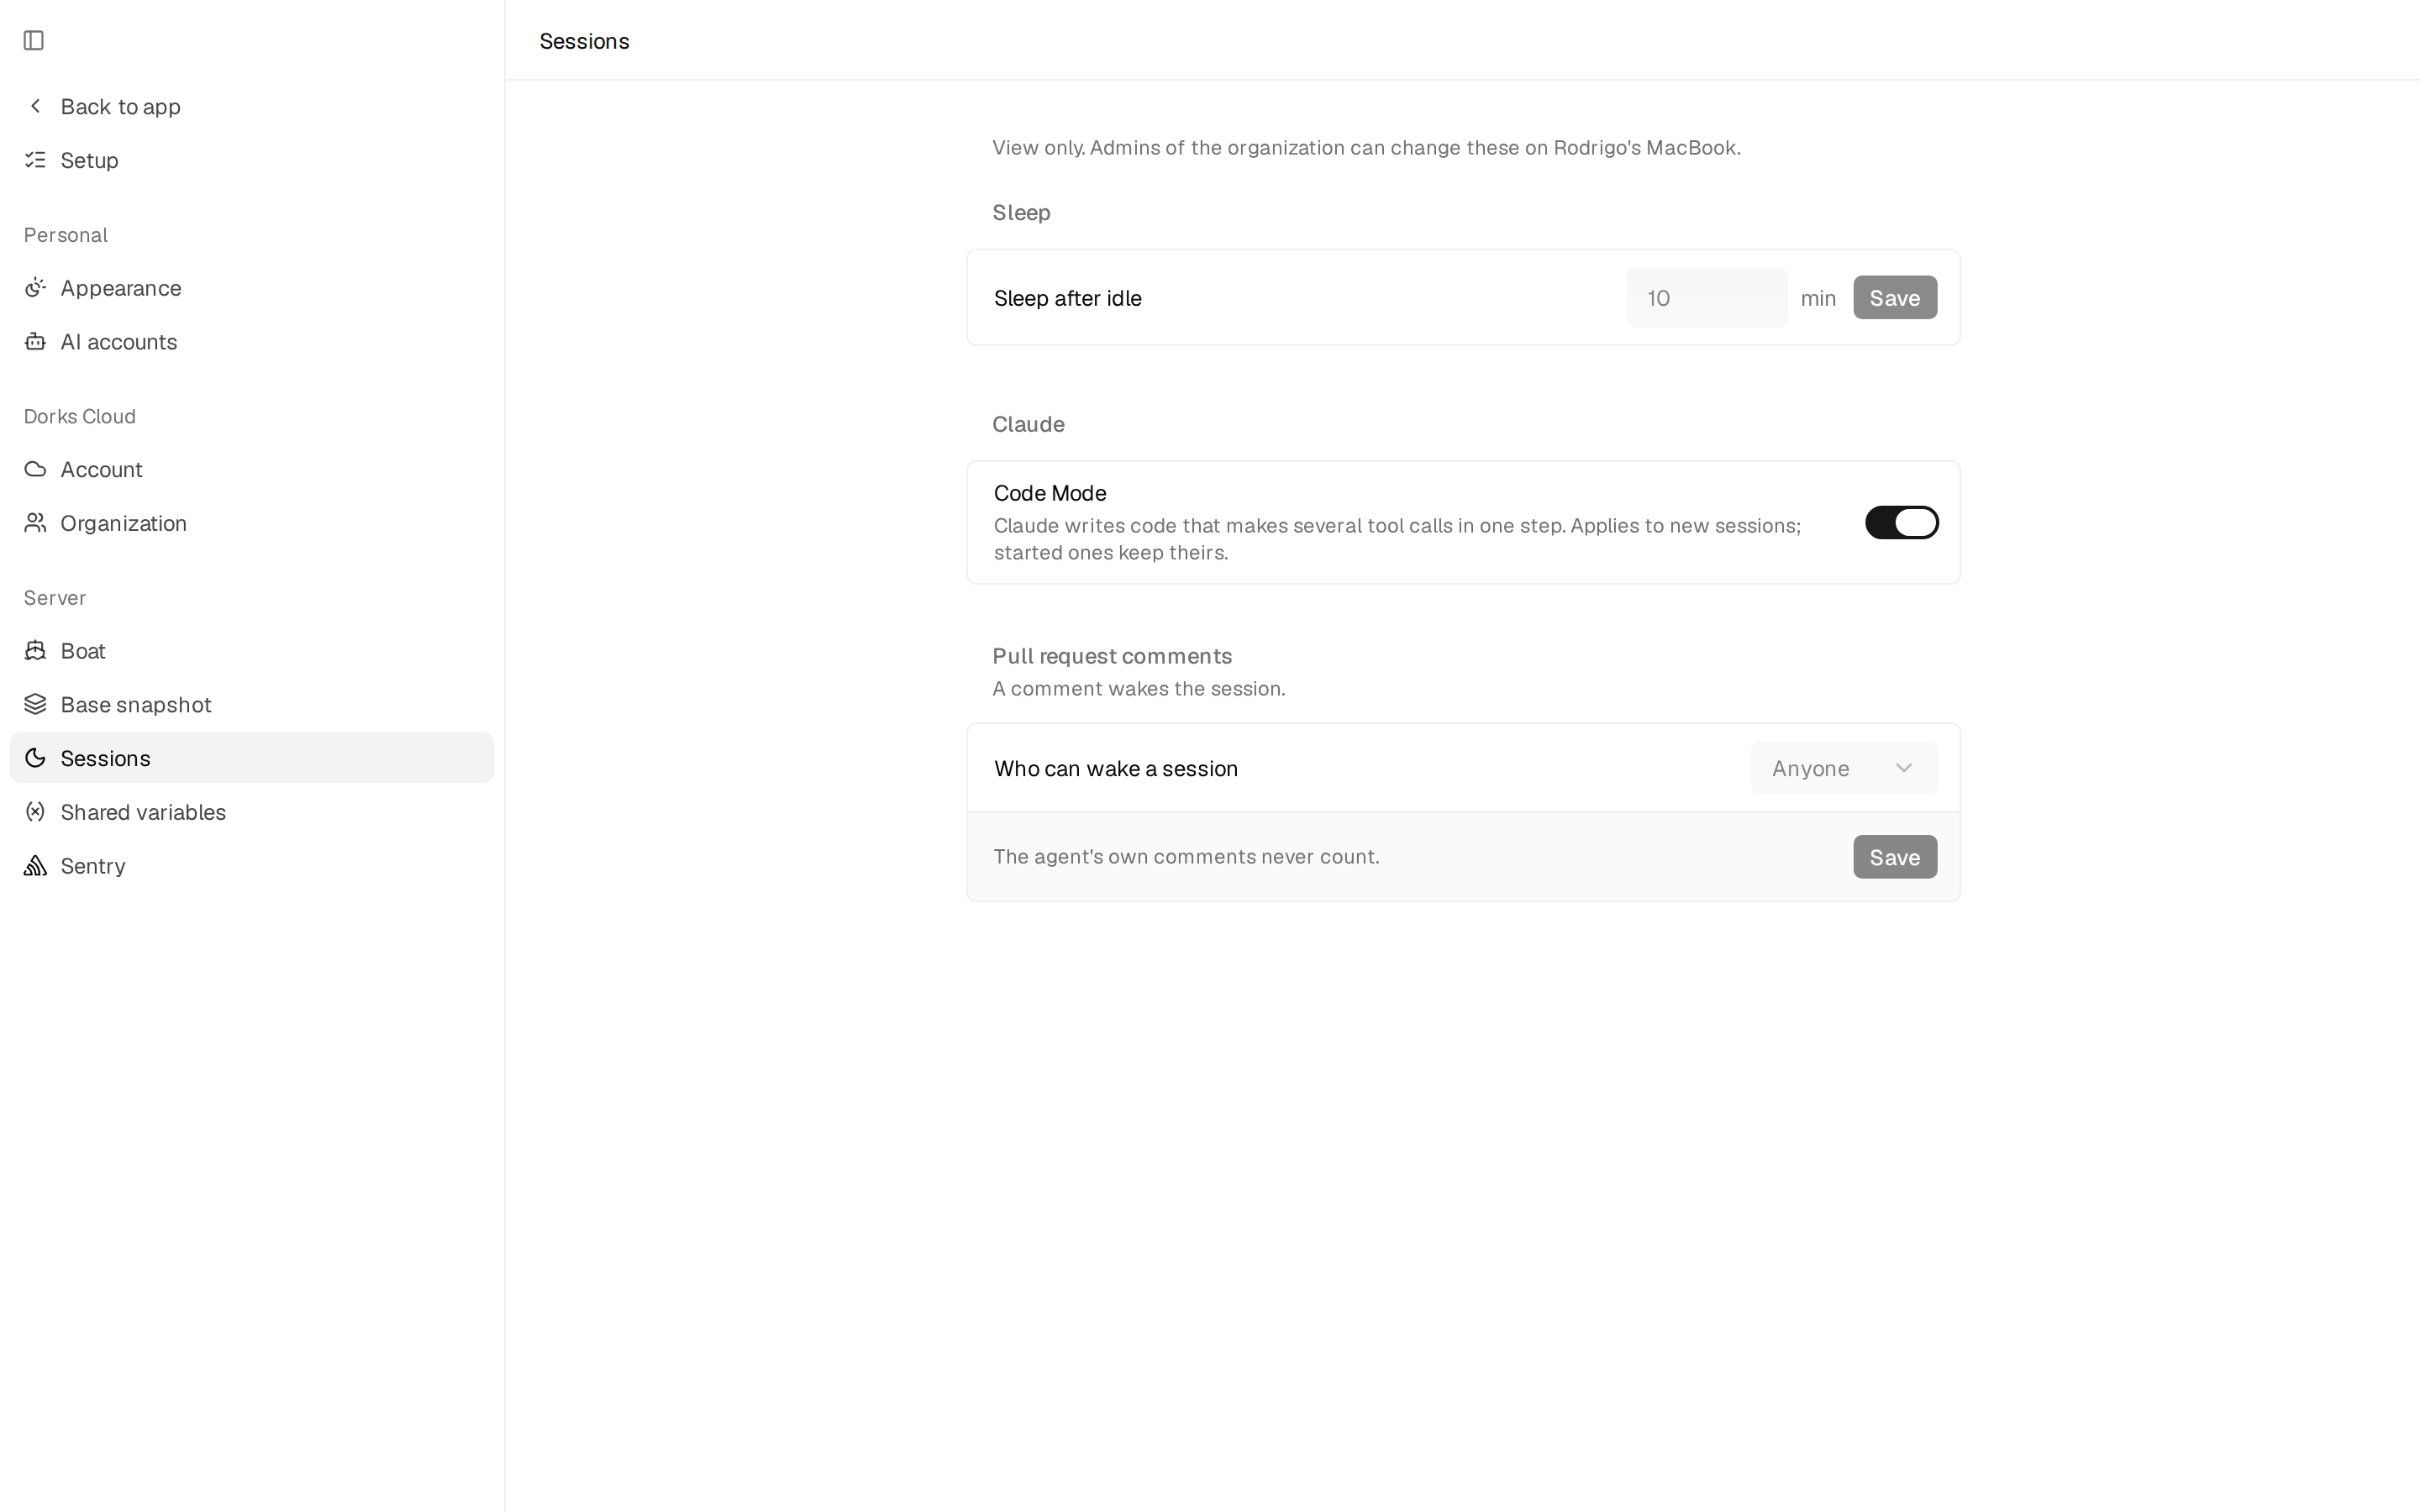 Sessions
Back to app
Setup
Personal
Appearance
AI accounts
Dorks Cloud
Account
Organization
Server
Boat
Base snapshot
Sessions
Shared variables
Sentry
View only. Admins of the organization can change these on Rodrigo's MacBook.
Sleep
Sleep after idle
10
min
Save
Claude
Code Mode
Claude writes code that makes several tool calls in one step. Applies to new sessions;
started ones keep theirs.
Pull request comments
A comment wakes the session.
Who can wake a session
Anyone
The agent's own comments never count.
Save